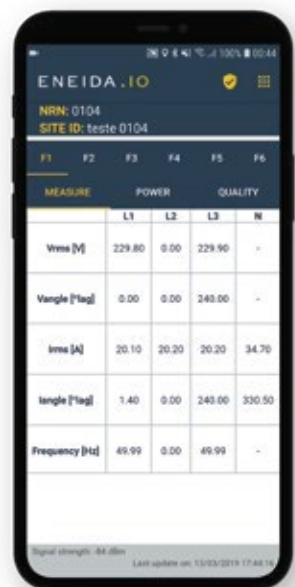 100% 00:44
ENEIDA.IO
NRN: 0104
SITE ID: teste 0104
F1 F2 F3 F4 F5 F6
MEASURE POWER QUALITY
L1 L2 L3 N
Vrms [V] 229.80 0.00 229.90 -
Vangle [°lag] 0.00 0.00 240.00 -
Irms [A] 20.10 20.20 20.20 34.70
Iangle [°lag] 1.40 0.00 240.00 330.50
Frequency [Hz] 49.99 0.00 49.99 -
Signal strength: -84 dBm
Last update on: 13/03/2019 17:44:16